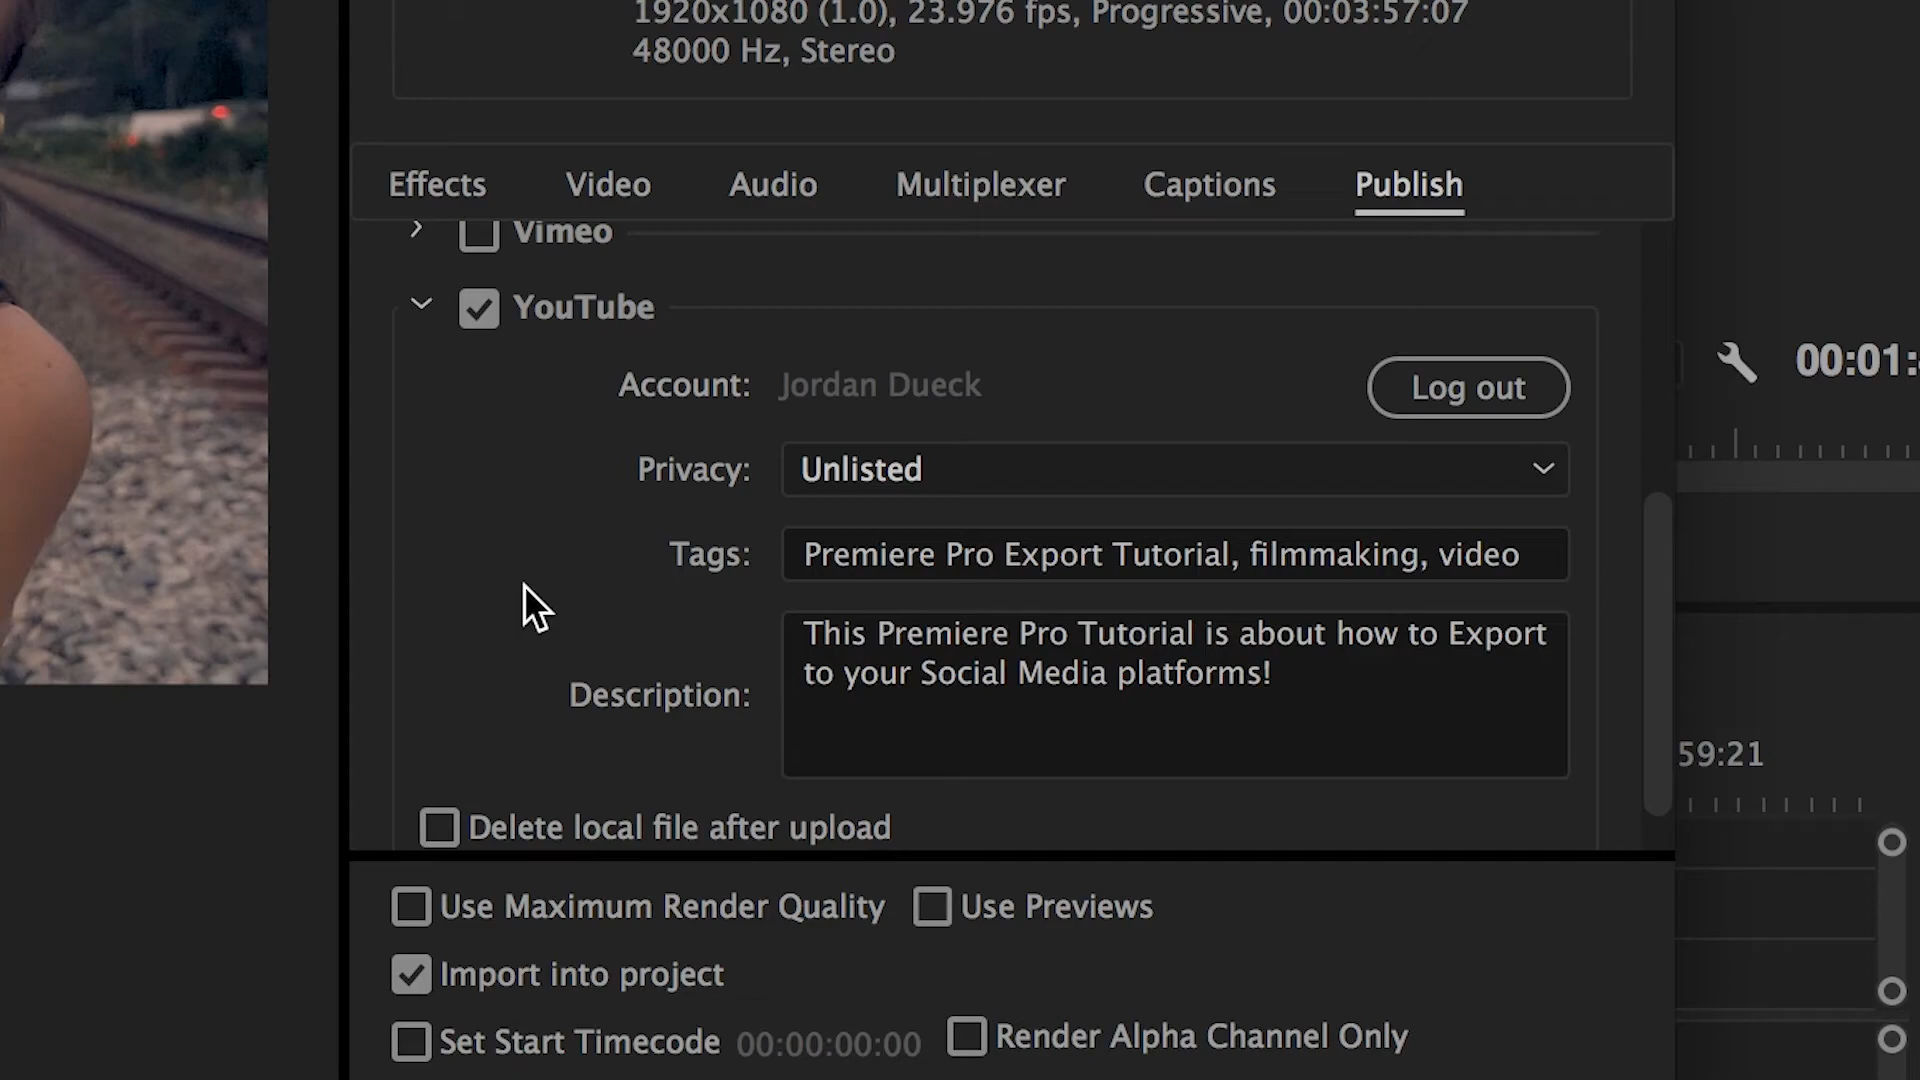 1920x1080 (1.0), 23.976 fps, Progressive, 00:03:57:07
48000 Hz, Stereo
Effects Video Audio Multiplexer Captions Publish
Vimeo
YouTube
Account: Jordan Dueck Log out
Privacy: Unlisted
Tags: Premiere Pro Export Tutorial, filmmaking, video
Description: This Premiere Pro Tutorial is about how to Export
to your Social Media platforms!
Delete local file after upload
Use Maximum Render Quality Use Previews
Import into project
Set Start Timecode 00:00:00:00 Render Alpha Channel Only
00:01:
59:21